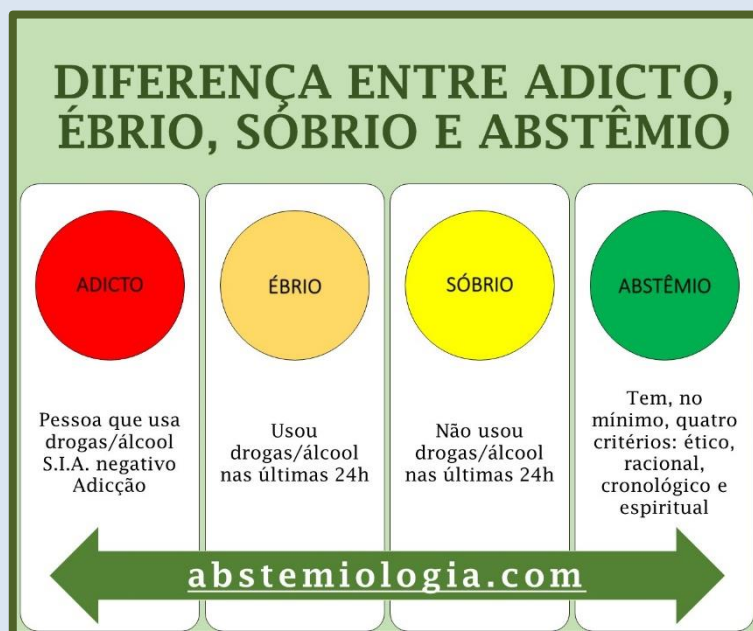 DIFERENÇA ENTRE ADICTO,
ÉBRIO, SÓBRIO E ABSTÊMIO
ADICTO
Pessoa que usa
drogas/álcool
S.I.A. negativo
Adicção
ÉBRIO
Usou
drogas/álcool
nas últimas 24h
SÓBRIO
Não usou
drogas/álcool
nas últimas 24h
ABSTÊMIO
Tem, no
mínimo, quatro
critérios: ético,
racional,
cronológico e
espiritual
abstemiologia.com